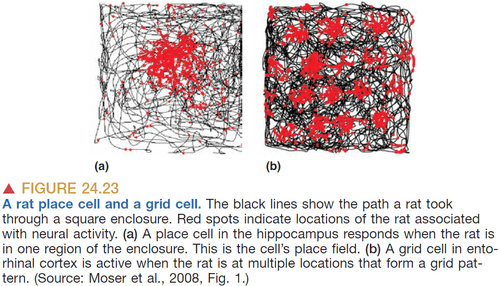 (a)
(b)
▲ FIGURE 24.23
A rat place cell and a grid cell. The black lines show the path a rat took
through a square enclosure. Red spots indicate locations of the rat associated
with neural activity. (a) A place cell in the hippocampus responds when the rat is
in one region of the enclosure. This is the cell's place field. (b) A grid cell in ento-
rhinal cortex is active when the rat is at multiple locations that form a grid pat-
tern. (Source: Moser et al., 2008, Fig. 1.)